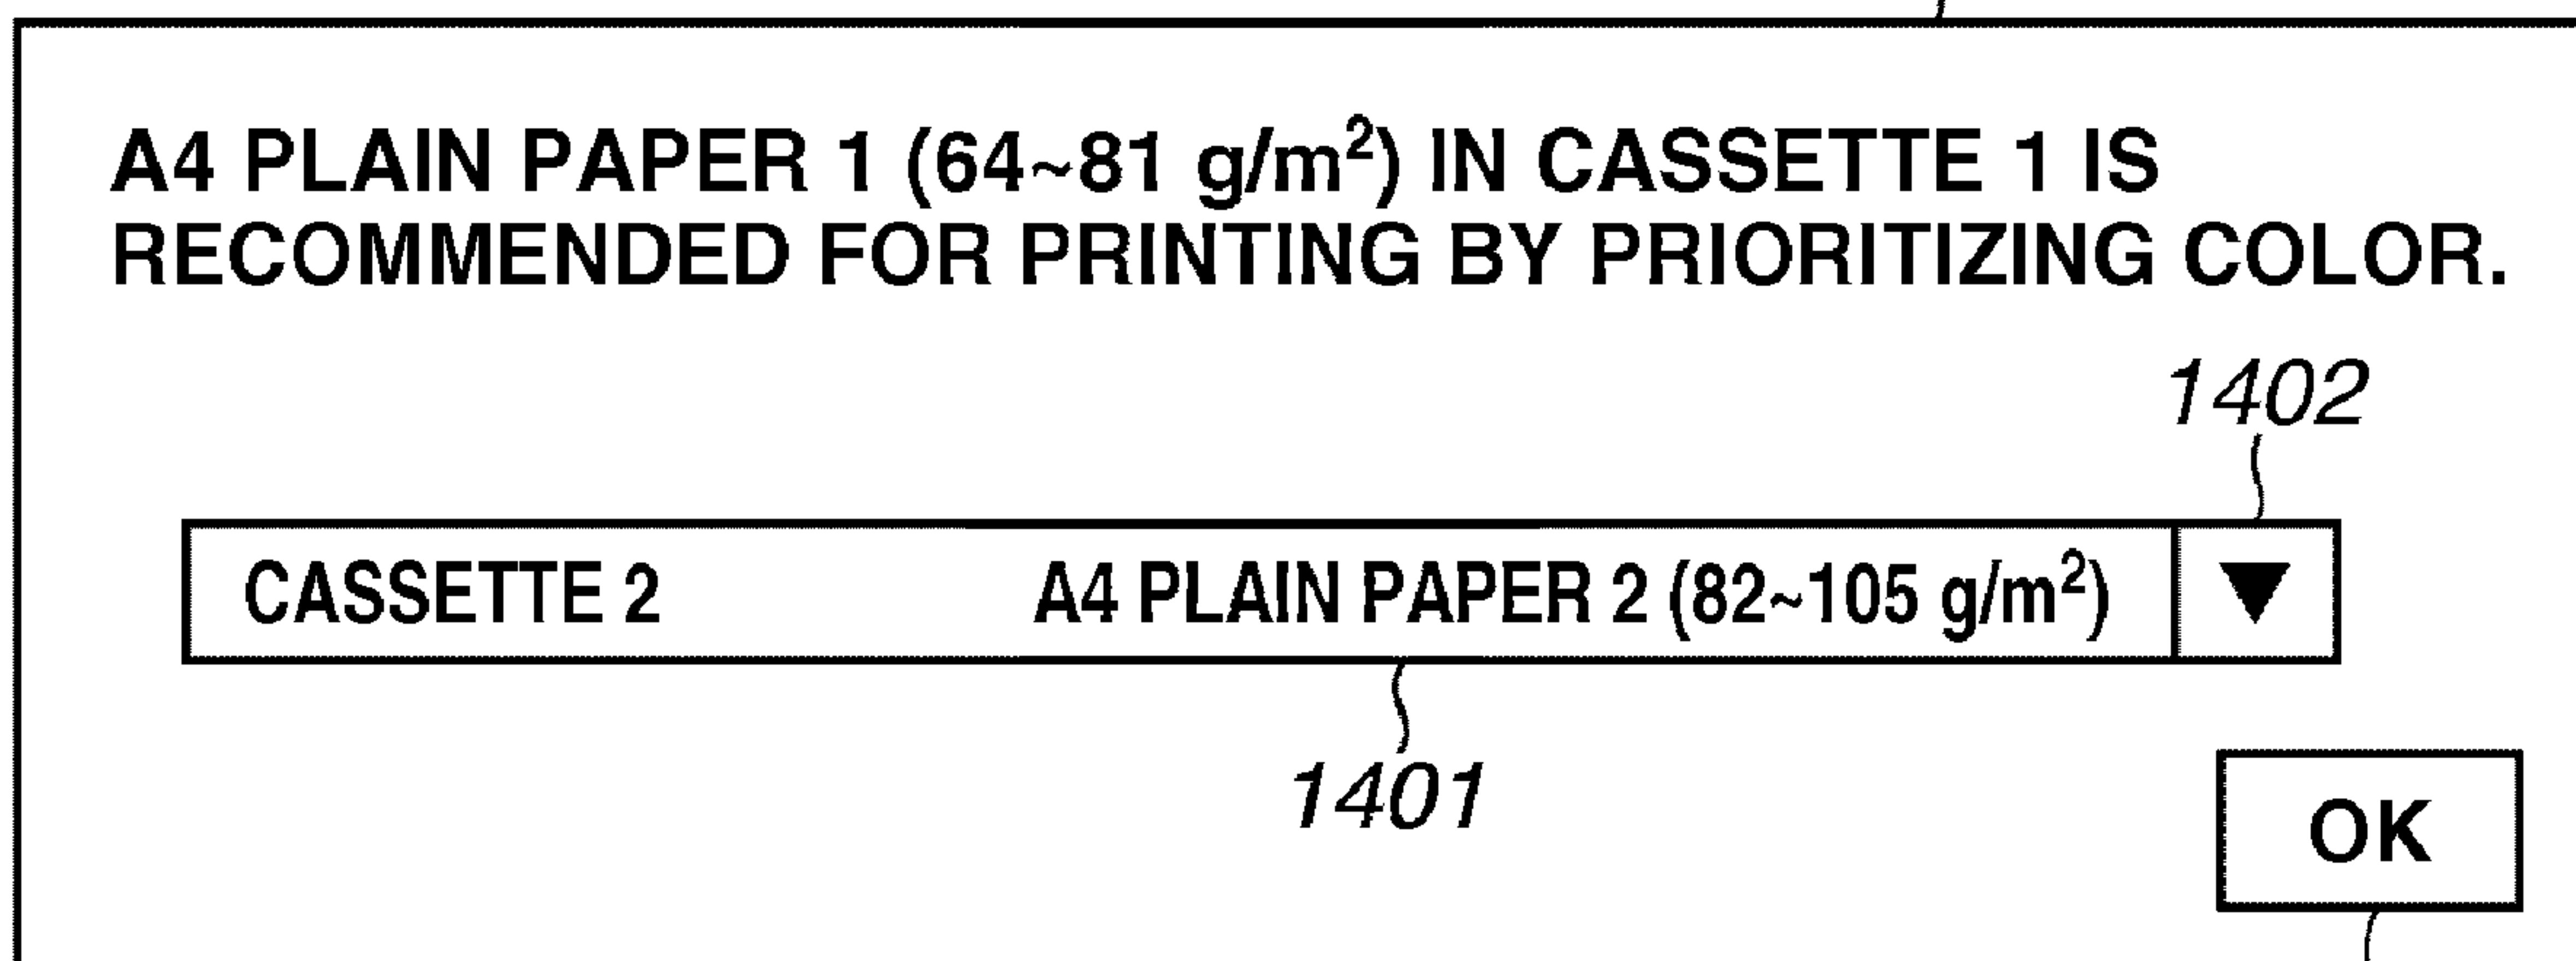 A4 PLAIN PAPER 1 (64~81 g/m²) IN CASSETTE 1 IS
RECOMMENDED FOR PRINTING BY PRIORITIZING COLOR.
1402
CASSETTE 2 A4 PLAIN PAPER 2 (82~105 g/m²)
1401
OK